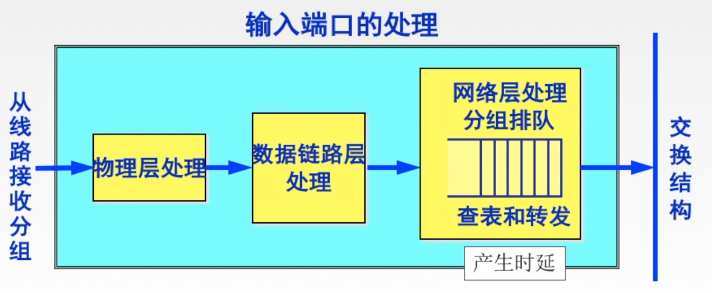 输入端口的处理
从线路接收分组
物理层处理
数据链路层
处理
网络层处理
分组排队
查表和转发
产生时延
交换结构